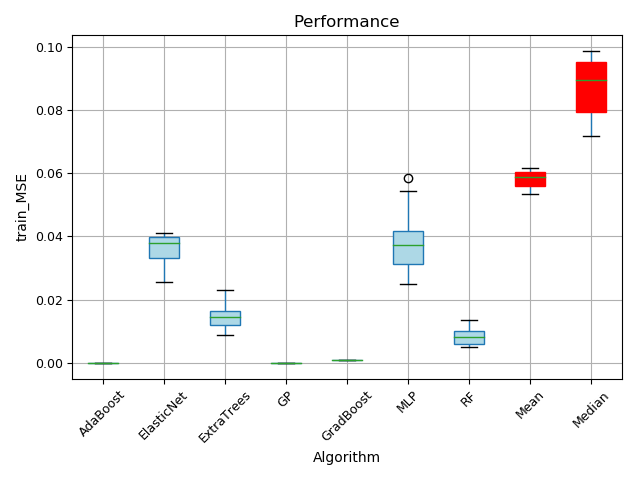 Performance
train_MSE
0.10
0.08
0.06
0.04
0.02
0.00
AdaBoost
ElasticNet
ExtraTrees
GP
GradBoost
MLP
RF
Mean
Median
Algorithm